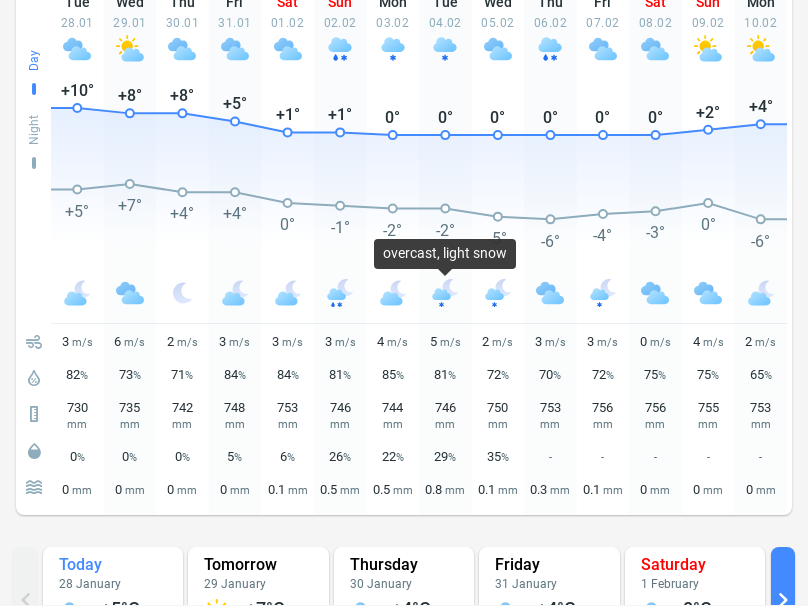 Tue Wed Thu Fri Sat Sun Mon Tue Wed Thu Fri Sat Sun Mon
28.01 29.01 30.01 31.01 01.02 02.02 03.02 04.02 05.02 06.02 07.02 08.02 09.02 10.02
Day
+10° +8° +8° +5° +1° +1° 0° 0° 0° 0° 0° 0° +2° +4°
Night
+5° +7° +4° +4° 0° -1° -2° -2° 5° -6° -4° -3° 0° -6°
overcast, light snow
3 m/s 6 m/s 2 m/s 3 m/s 3 m/s 3 m/s 4 m/s 5 m/s 2 m/s 3 m/s 3 m/s 0 m/s 4 m/s 2 m/s
82% 73% 71% 84% 84% 81% 85% 81% 72% 70% 72% 75% 75% 65%
730 735 742 748 753 746 744 746 750 753 756 756 755 753
mm mm mm mm mm mm mm mm mm mm mm mm mm mm
0% 0% 0% 5% 6% 26% 22% 29% 35% - - - - -
0 mm 0 mm 0 mm 0 mm 0.1 mm 0.5 mm 0.5 mm 0.8 mm 0.1 mm 0.3 mm 0.1 mm 0 mm 0 mm 0 mm
Today Tomorrow Thursday Friday Saturday
28 January 29 January 30 January 31 January 1 February